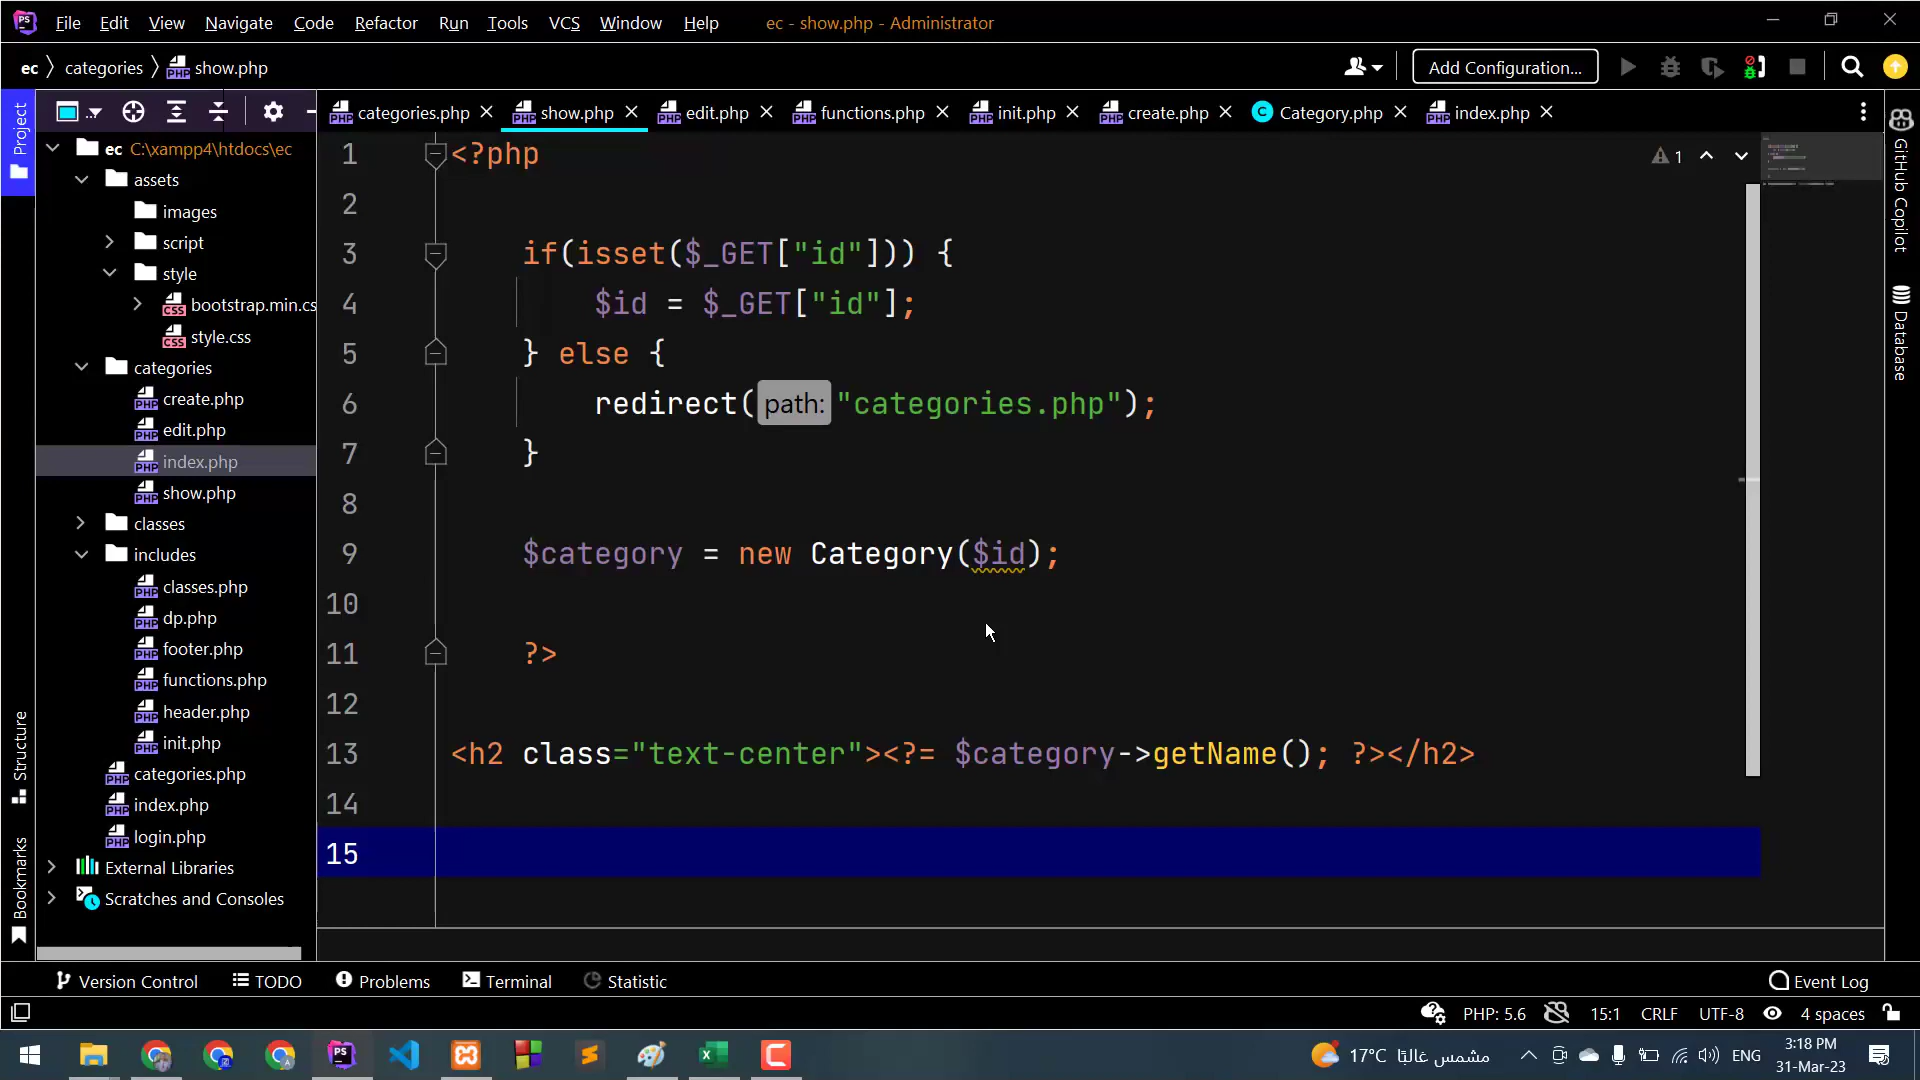 File Edit View Navigate Code Refactor Run Tools VCS Window Help ec - show.php - Administrator
ec categories show.php Add Configuration...
Project
categories.php show.php edit.php functions.php init.php create.php Category.php index.php
ec C:\xampp4\htdocs\ec
assets
images
script
style
bootstrap.min.cs
style.css
categories
create.php
edit.php
index.php
show.php
classes
includes
classes.php
dp.php
footer.php
functions.php
header.php
init.php
categories.php
index.php
login.php
External Libraries
Scratches and Consoles
Structure
Bookmarks
1 <?php
1
2
3 if(isset($_GET["id"])) {
4 $id = $_GET["id"];
5 } else {
6 redirect( path: "categories.php");
7 }
8
9 $category = new Category($id);
10
11 ?>
12
13 <h2 class="text-center"><?= $category->getName(); ?></h2>
14
15
GitHub Copilot
Database
Version Control TODO Problems Terminal Statistic Event Log
PHP: 5.6 15:1 CRLF UTF-8 4 spaces
17°C مشمس غالبًا ENG 3:18 PM
31-Mar-23